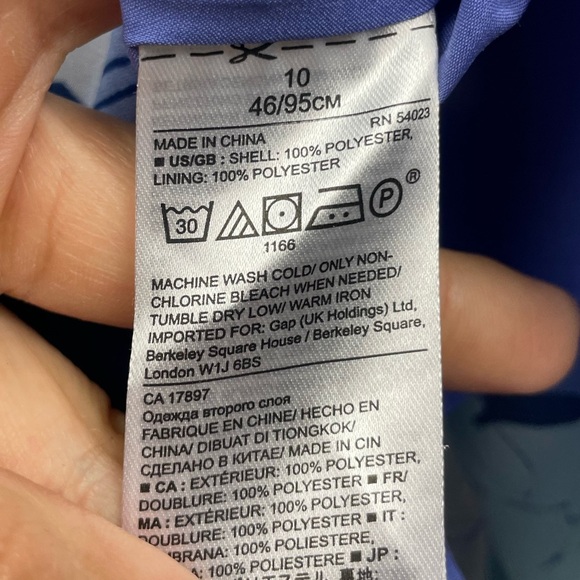 10
46/95CM
RN 54023
MADE IN CHINA
■ US/GB : SHELL: 100% POLYESTER,
LINING: 100% POLYESTER
30
P®
1166
MACHINE WASH COLD/ ONLY NON-
CHLORINE BLEACH WHEN NEEDED/
TUMBLE DRY LOW/ WARM IRON
IMPORTED FOR: Gap (UK Holdings) Ltd,
Berkeley Square House / Berkeley Square,
London W1J 6BS
CA 17897
Одежда второго слоя
FABRIQUÉ EN CHINE/ HECHO EN
CHINA/ DIBUAT DI TIONGKOK/
СДЕЛАНО В КИТАЕ/ MADE IN CIN
■ CA : EXTÉRIEUR: 100% POLYESTER,
DOUBLURE: 100% POLYESTER ■ FR/
MA : EXTÉRIEUR: 100% POLYESTER,
DOUBLURE: 100% POLYESTER ■ IT :
100% POLIESTERE,
100% POLIESTERE ■ JP :